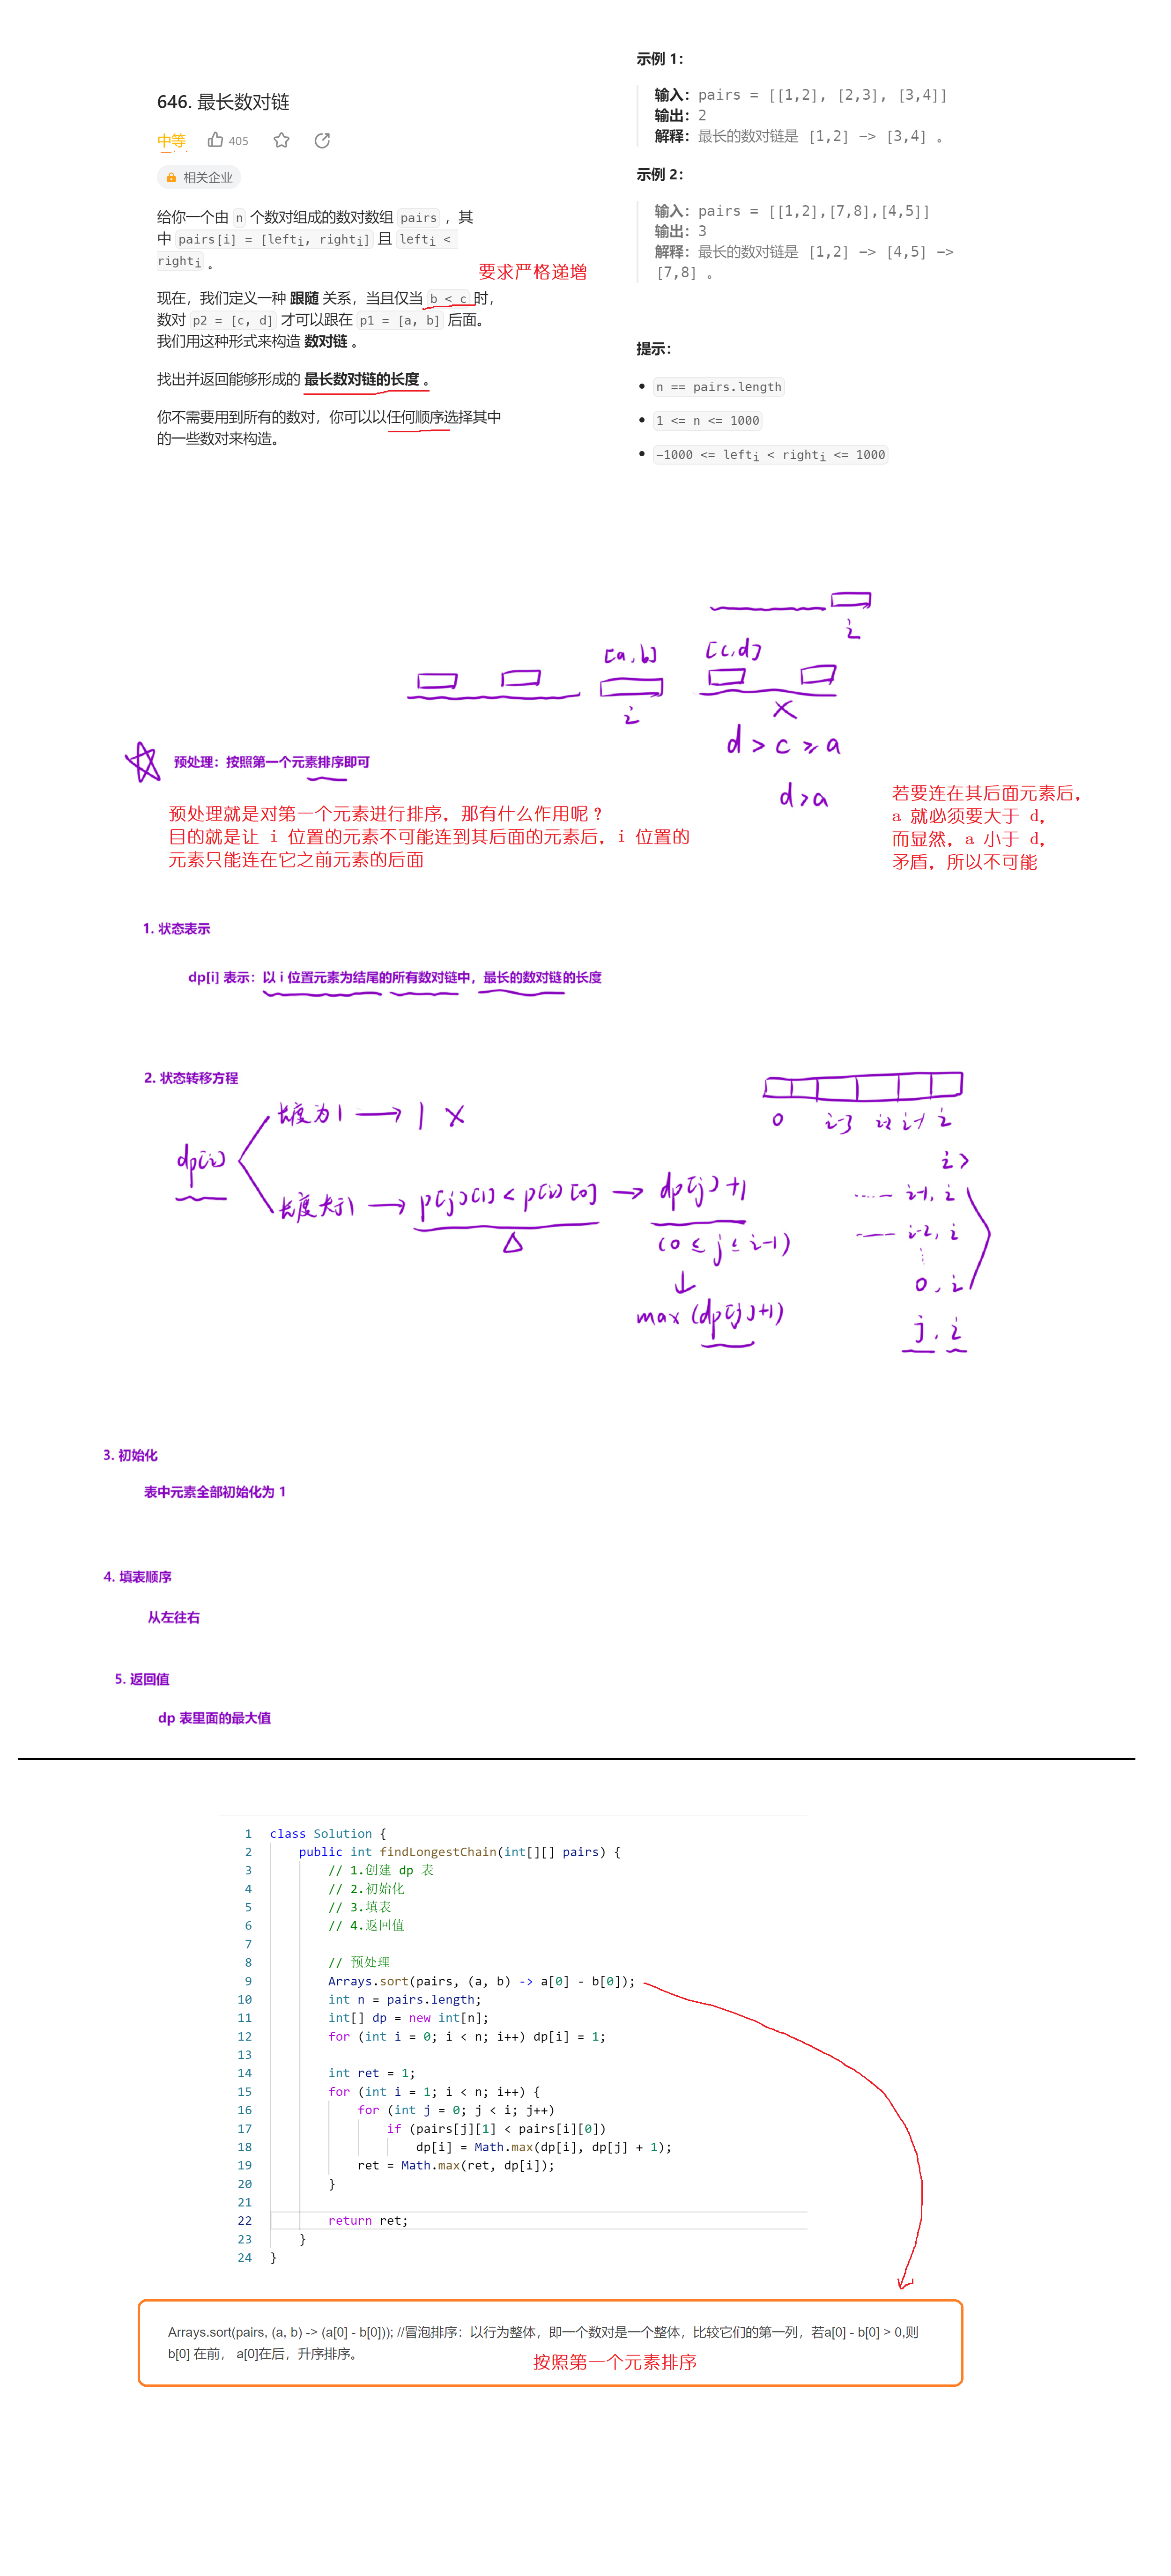 646. 最长数对链
中等 405
相关企业
给你一个由 n 个数对组成的数对数组 pairs ，其
中 pairs[i] = [lefti, righti] 且 lefti <
righti 。
要求严格递增
现在，我们定义一种 跟随 关系，当且仅当 b < c 时，
数对 p2 = [c, d] 才可以跟在 p1 = [a, b] 后面。
我们用这种形式来构造 数对链 。
找出并返回能够形成的 最长数对链的长度 。
你不需要用到所有的数对，你可以以任何顺序选择其中
的一些数对来构造。
示例 1：
输入：pairs = [[1,2], [2,3], [3,4]]
输出：2
解释：最长的数对链是 [1,2] -> [3,4] 。
示例 2：
输入：pairs = [[1,2],[7,8],[4,5]]
输出：3
解释：最长的数对链是 [1,2] -> [4,5] ->
[7,8] 。
提示：
n == pairs.length
1 <= n <= 1000
-1000 <= lefti < righti <= 1000
i
[a,b] [c,d]
i X
d > c ≥ a
d > a
预处理：按照第一个元素排序即可
预处理就是对第一个元素进行排序，那有什么作用呢？
目的就是让 i 位置的元素不可能连到其后面的元素后，i 位置的
元素只能连在它之前元素的后面
若要连在其后面元素后，
a 就必须要大于 d，
而显然，a 小于 d，
矛盾，所以不可能
1. 状态表示
dp[i] 表示：以 i 位置元素为结尾的所有数对链中，最长的数对链的长度
2. 状态转移方程
dp[i]
长度为1 → 1 X
长度大于1 → p[j][1] < p[i][0] → dp[j]+1
(0 ≤ j ≤ i-1)
↓
max(dp[j]+1)
0 i-3 i-2 i-1 i
i >
…… i-1, i
—— i-2, i
⋮
0, i
j, i
3. 初始化
表中元素全部初始化为 1
4. 填表顺序
从左往右
5. 返回值
dp 表里面的最大值
1 class Solution {
2 public int findLongestChain(int[][] pairs) {
3 // 1.创建 dp 表
4 // 2.初始化
5 // 3.填表
6 // 4.返回值
7
8 // 预处理
9 Arrays.sort(pairs, (a, b) -> a[0] - b[0]);
10 int n = pairs.length;
11 int[] dp = new int[n];
12 for (int i = 0; i < n; i++) dp[i] = 1;
13
14 int ret = 1;
15 for (int i = 1; i < n; i++) {
16 for (int j = 0; j < i; j++)
17 if (pairs[j][1] < pairs[i][0])
18 dp[i] = Math.max(dp[i], dp[j] + 1);
19 ret = Math.max(ret, dp[i]);
20 }
21
22 return ret;
23 }
24 }
Arrays.sort(pairs, (a, b) -> (a[0] - b[0])); //冒泡排序：以行为整体，即一个数对是一个整体，比较它们的第一列，若a[0] - b[0] > 0,则
b[0] 在前， a[0]在后，升序排序。
按照第一个元素排序